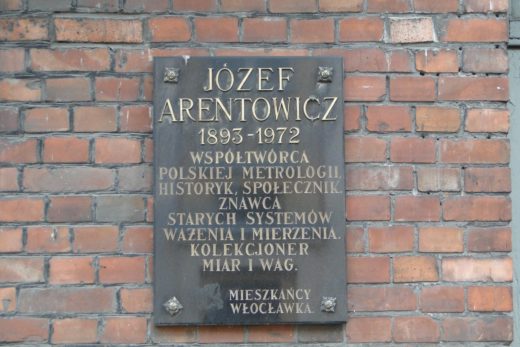 JÓZEF
ARENTOWICZ
1893-1972
WSPÓŁTWÓRCA
POLSKIEJ METROLOGII,
HISTORYK, SPOŁECZNIK.
ZNAWCA
STARYCH SYSTEMÓW
WAŻENIA I MIERZENIA.
KOLEKCJONER
MIAR I WAG.
MIESZKAŃCY
WŁOCŁAWKA.